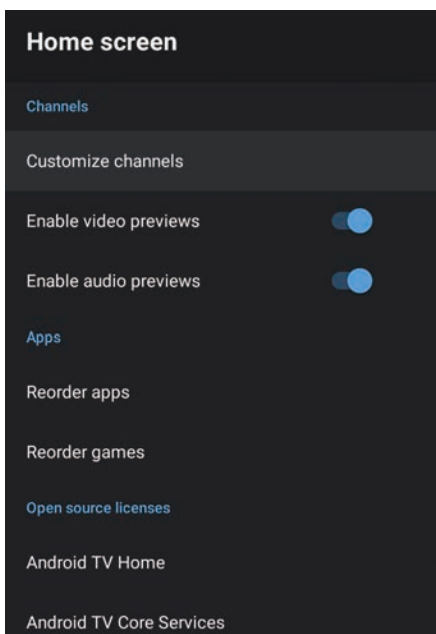 Home screen
Channels
Customize channels
Enable video previews
Enable audio previews
Apps
Reorder apps
Reorder games
Open source licenses
Android TV Home
Android TV Core Services